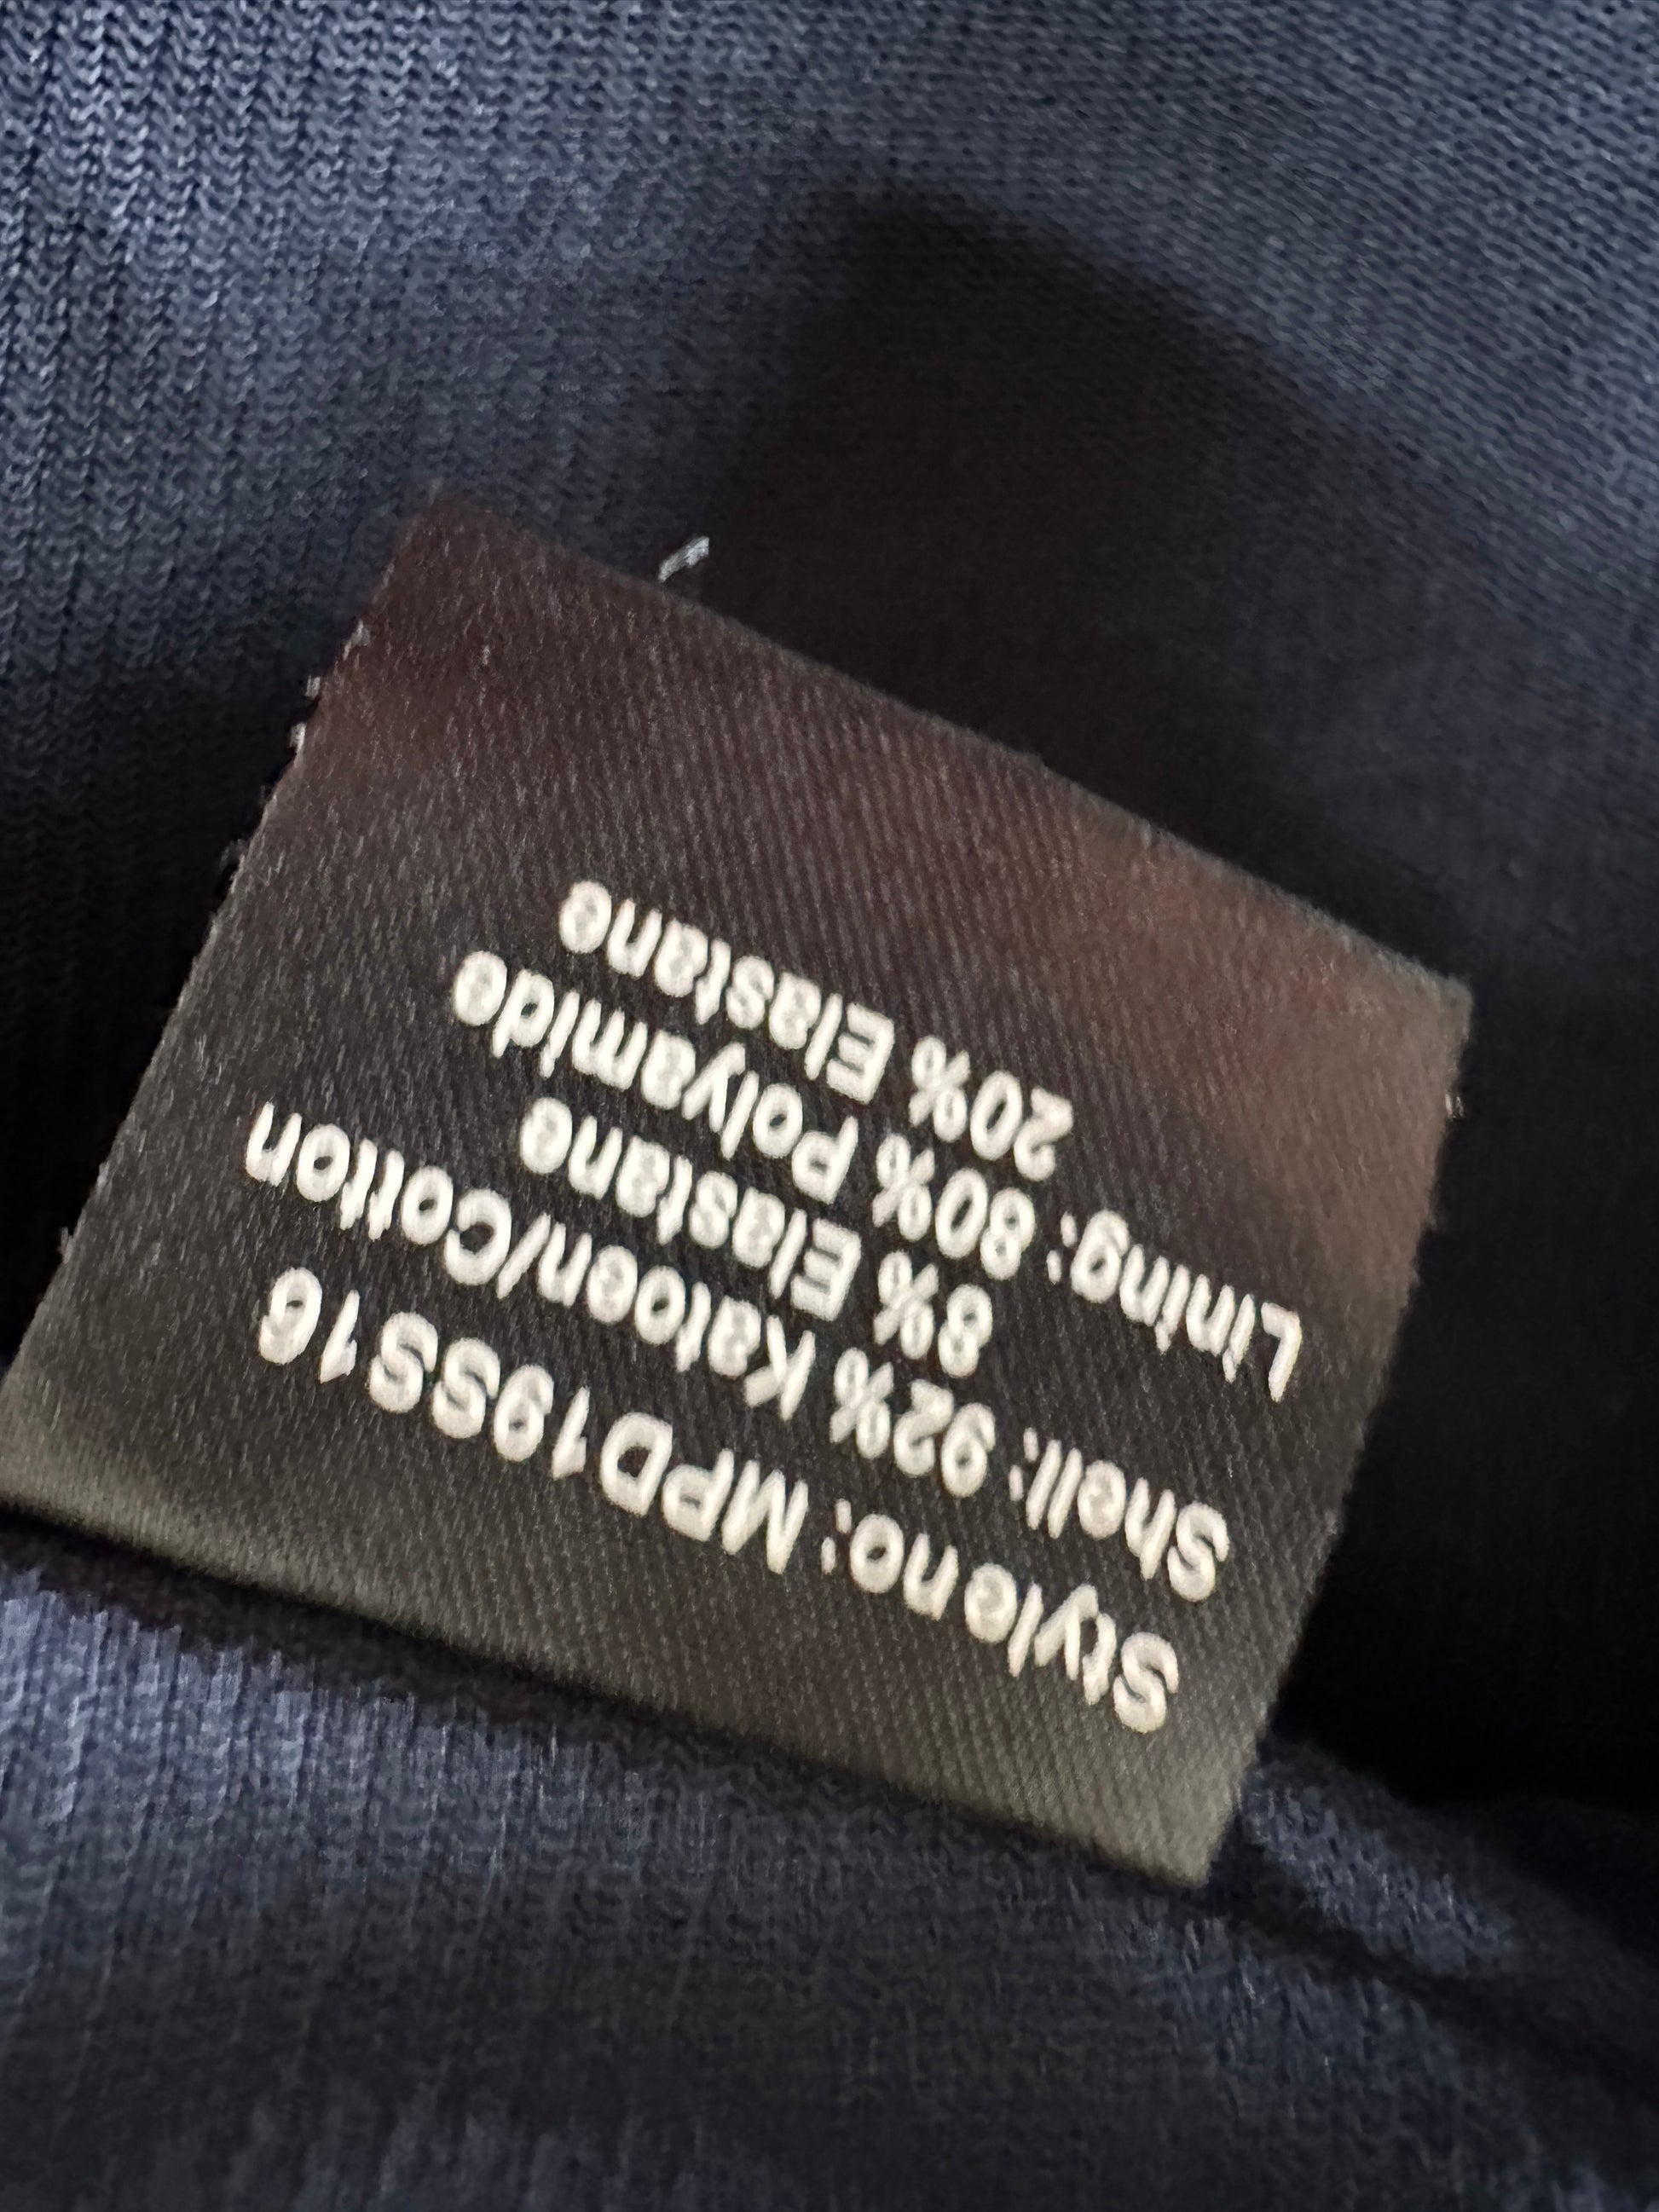 Style no: MPD19SS16
Shell: 92% Katoen/Cotton
8% Elastane
Lining: 80% Polyamide
20% Elastane